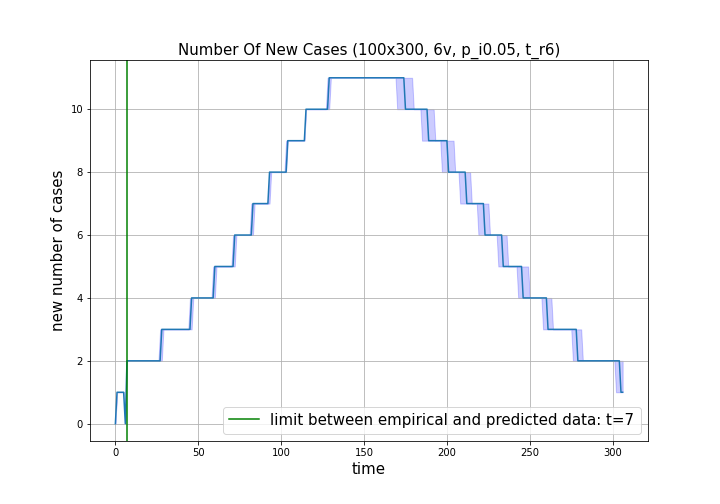 Number Of New Cases (100x300, 6v, p_i0.05, t_r6)
new number of cases
10
8
6
4
2
0
limit between empirical and predicted data: t=7
0 50 100 150 200 250 300
time